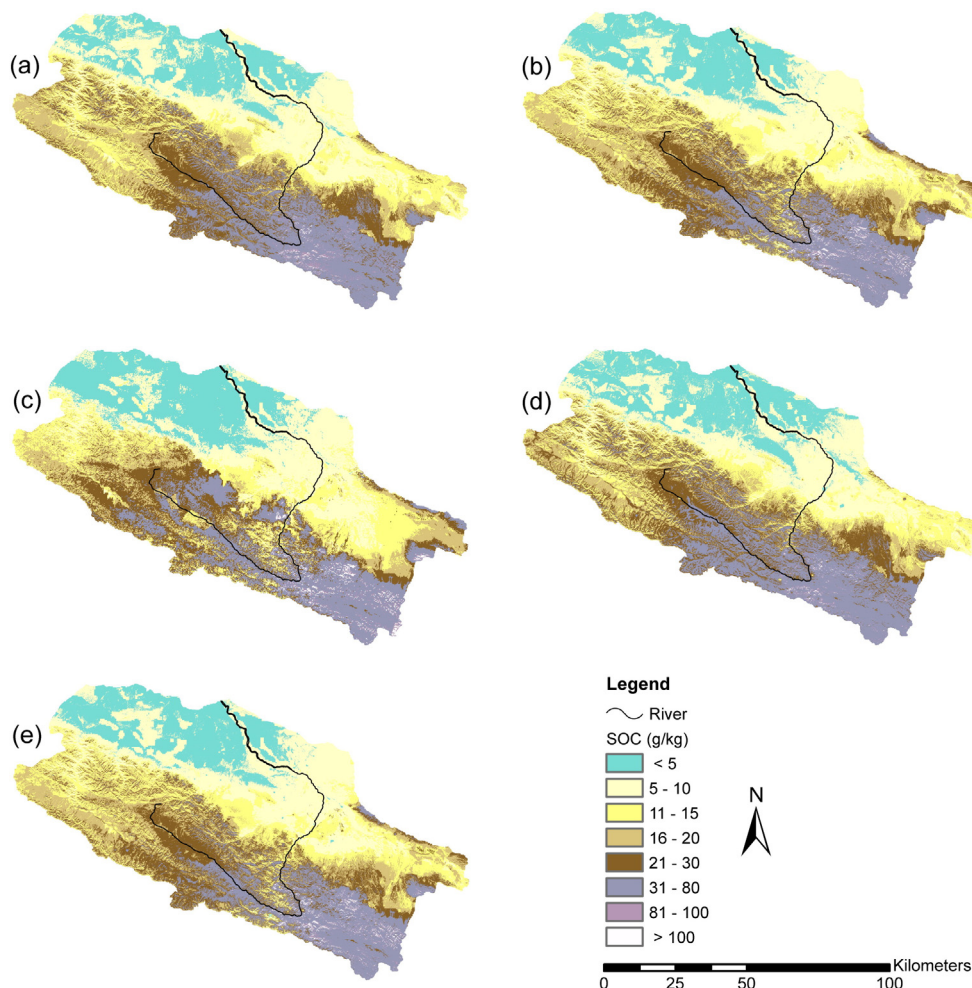 (a)
(b)
(c)
(d)
(e)
Legend
River
SOC (g/kg)
< 5
5 - 10
11 - 15
16 - 20
21 - 30
31 - 80
81 - 100
> 100
N
Kilometers
0 25 50 100